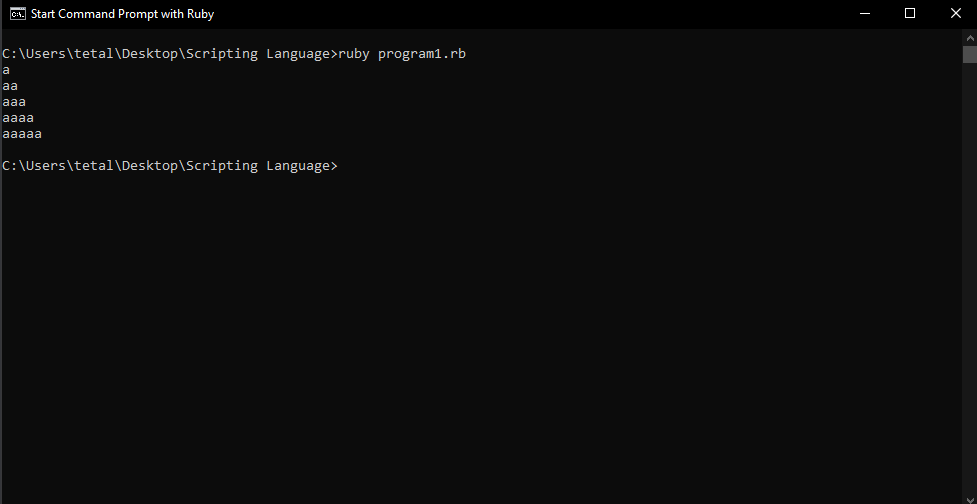 Start Command Prompt with Ruby
C:\Users\tetal\Desktop\Scripting Language>ruby program1.rb
a
aa
aaa
aaaa
aaaaa
C:\Users\tetal\Desktop\Scripting Language>